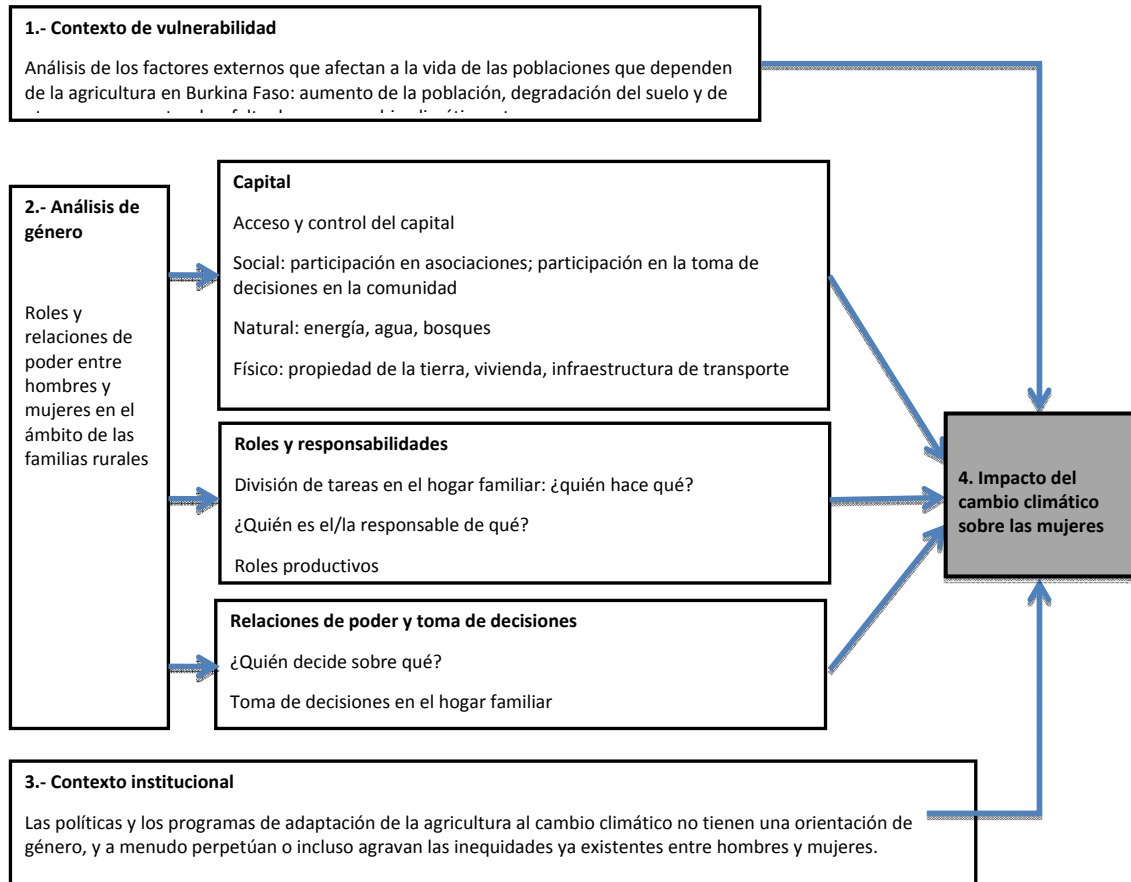 1.- Contexto de vulnerabilidad
Análisis de los factores externos que afectan a la vida de las poblaciones que dependen
de la agricultura en Burkina Faso: aumento de la población, degradación del suelo y de
2.- Análisis de
género
Roles y
relaciones de
poder entre
hombres y
mujeres en el
ámbito de las
familias rurales
Capital
Acceso y control del capital
Social: participación en asociaciones; participación en la toma de
decisiones en la comunidad
Natural: energía, agua, bosques
Físico: propiedad de la tierra, vivienda, infraestructura de transporte
Roles y responsabilidades
División de tareas en el hogar familiar: ¿quién hace qué?
¿Quién es el/la responsable de qué?
Roles productivos
Relaciones de poder y toma de decisiones
¿Quién decide sobre qué?
Toma de decisiones en el hogar familiar
4. Impacto del
cambio climático
sobre las mujeres
3.- Contexto institucional
Las políticas y los programas de adaptación de la agricultura al cambio climático no tienen una orientación de
género, y a menudo perpetúan o incluso agravan las inequidades ya existentes entre hombres y mujeres.